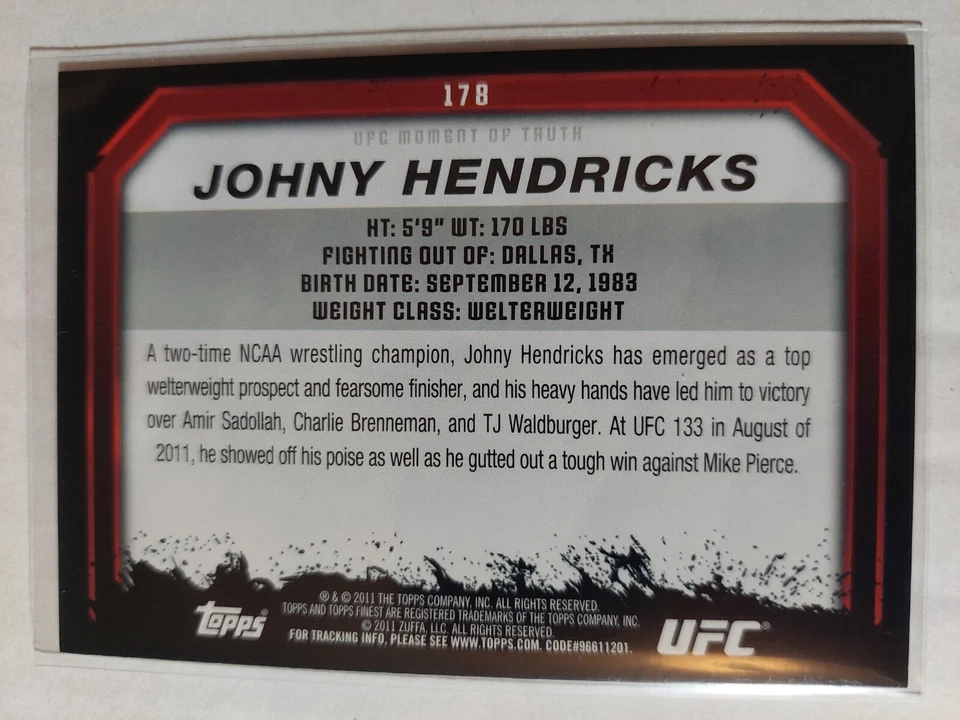 178
UFC MOMENT OF TRUTH
JOHNY HENDRICKS
HT: 5'9" WT: 170 LBS
FIGHTING OUT OF: DALLAS, TX
BIRTH DATE: SEPTEMBER 12, 1983
WEIGHT CLASS: WELTERWEIGHT
A two-time NCAA wrestling champion, Johny Hendricks has emerged as a top
welterweight prospect and fearsome finisher, and his heavy hands have led him to victory
over Amir Sadollah, Charlie Brenneman, and TJ Waldburger. At UFC 133 in August of
2011, he showed off his poise as well as he gutted out a tough win against Mike Pierce.
® & © 2011 THE TOPPS COMPANY, INC. ALL RIGHTS RESERVED.
TOPPS AND TOPPS FINEST ARE REGISTERED TRADEMARKS OF THE TOPPS COMPANY, INC.
© 2011 ZUFFA, LLC. ALL RIGHTS RESERVED.
FOR TRACKING INFO, PLEASE SEE WWW.TOPPS.COM. CODE#96611201.
Topps®
UFC®